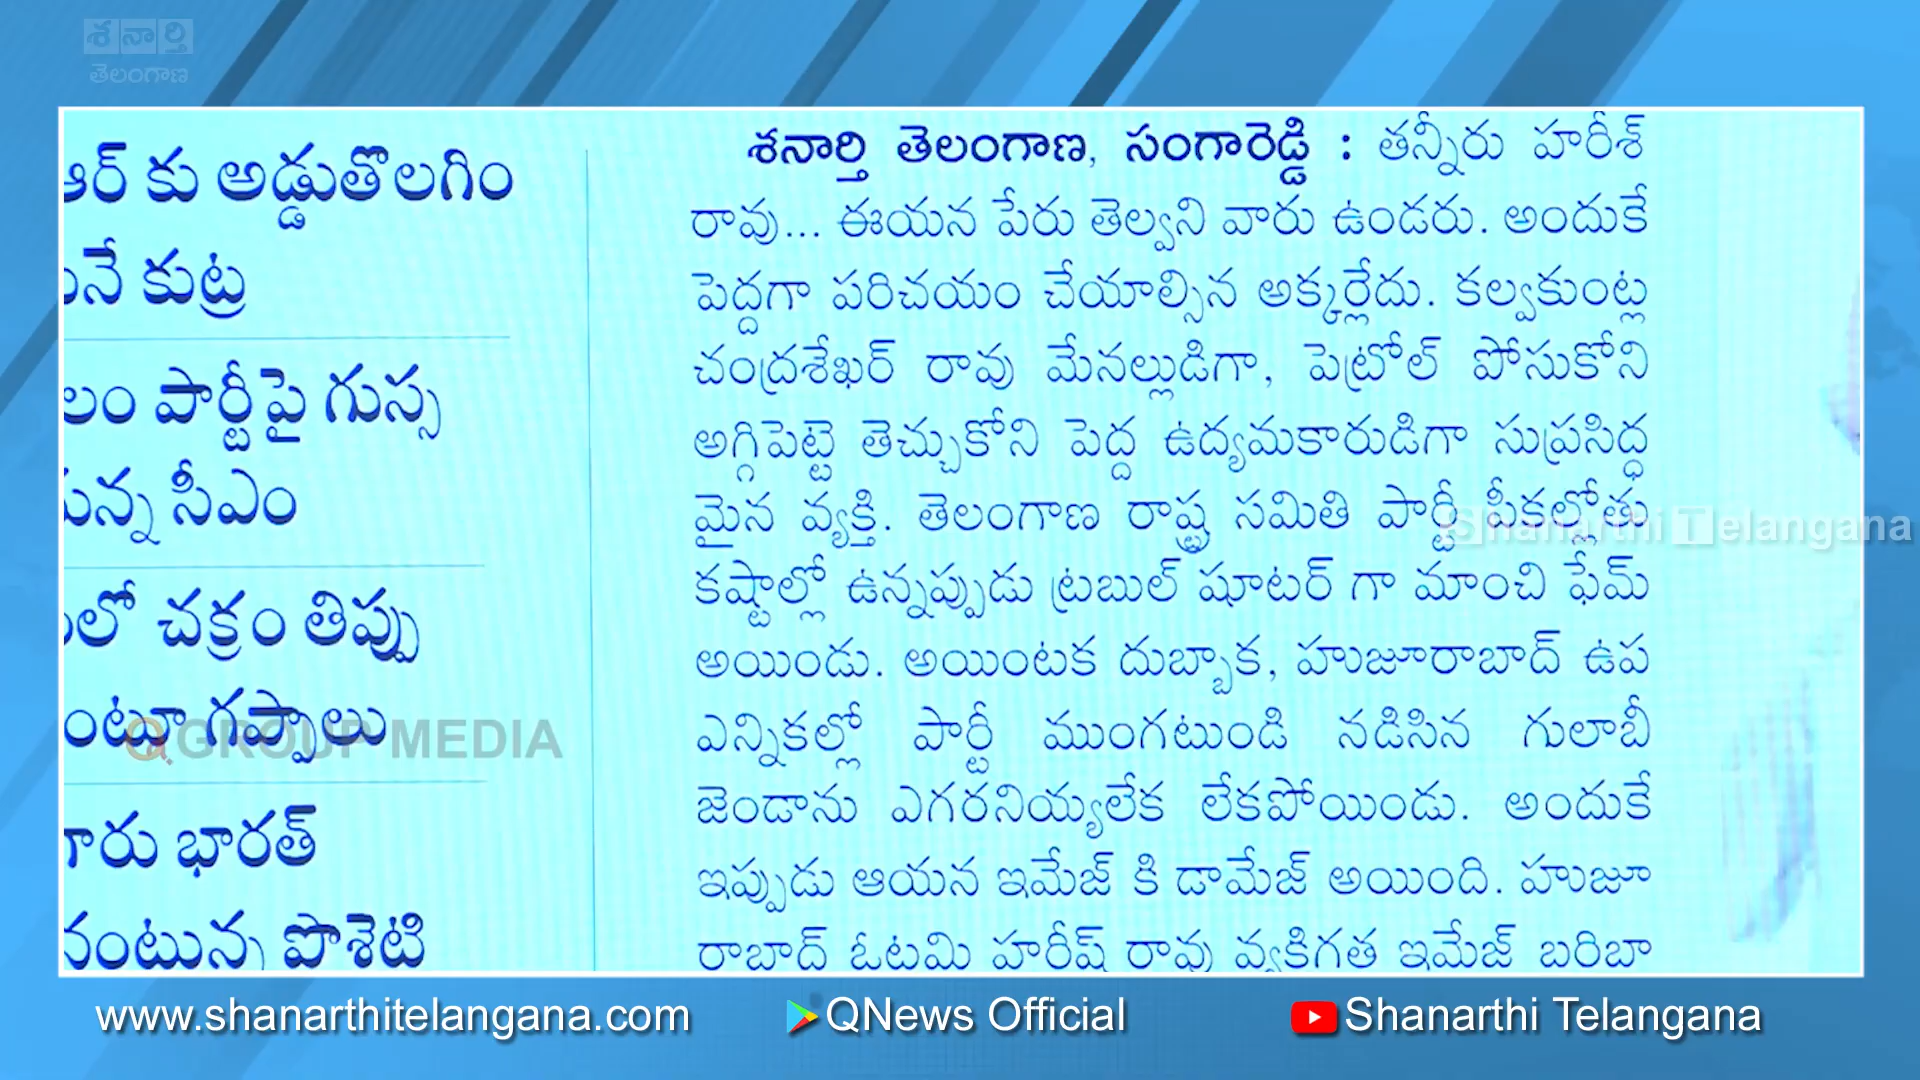 శనార్తి
తెలంగాణ
ఆర్ కు అడ్డుతొలగిం
నే కుట్ర
లం పార్టీపై గుస్స
న్న సీఎం
లో చక్రం తిప్పు
ంటూ గప్పాలు
గారు భారత్
నంటున్న పొశెటి
శనార్తి తెలంగాణ, సంగారెడ్డి : తన్నీరు హరీశ్
రావు... ఈయన పేరు తెల్వని వారు ఉండరు. అందుకే
పెద్దగా పరిచయం చేయాల్సిన అక్కర్లేదు. కల్వకుంట్ల
చంద్రశేఖర్ రావు మేనల్లుడిగా, పెట్రోల్ పోసుకోని
అగ్గిపెట్టె తెచ్చుకోని పెద్ద ఉద్యమకారుడిగా సుప్రసిద్ధ
మైన వ్యక్తి. తెలంగాణ రాష్ట్ర సమితి పార్టీ పీకల్లోతు
కష్టాల్లో ఉన్నప్పుడు ట్రబుల్ షూటర్ గా మాంచి ఫేమ్
అయిండు. అయింటక దుబ్బాక, హుజూరాబాద్ ఉప
ఎన్నికల్లో పార్టీ ముంగటుండి నడిసిన గులాబీ
జెండాను ఎగరనియ్యలేక లేకపోయిండు. అందుకే
ఇప్పుడు ఆయన ఇమేజ్ కి డామేజ్ అయింది. హుజూ
రాబాద్ ఓటమి హరీష్ రావు వ్యకిగత ఇమేజ్ బరిబా
Shanarthi Telangana
QGROUP MEDIA
www.shanarthitelangana.com
QNews Official
Shanarthi Telangana